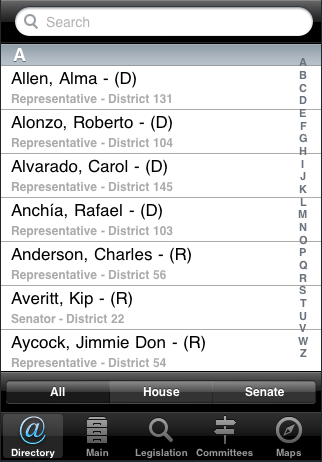 Search
A
Allen, Alma - (D)
Representative - District 131
Alonzo, Roberto - (D)
Representative - District 104
Alvarado, Carol - (D)
Representative - District 145
Anchía, Rafael - (D)
Representative - District 103
Anderson, Charles - (R)
Representative - District 56
Averitt, Kip - (R)
Senator - District 22
Aycock, Jimmie Don - (R)
Representative - District 54
A
B
C
D
E
F
G
H
I
J
K
L
M
N
O
P
Q
R
S
T
U
V
W
Z
All House Senate
Directory Main Legislation Committees Maps